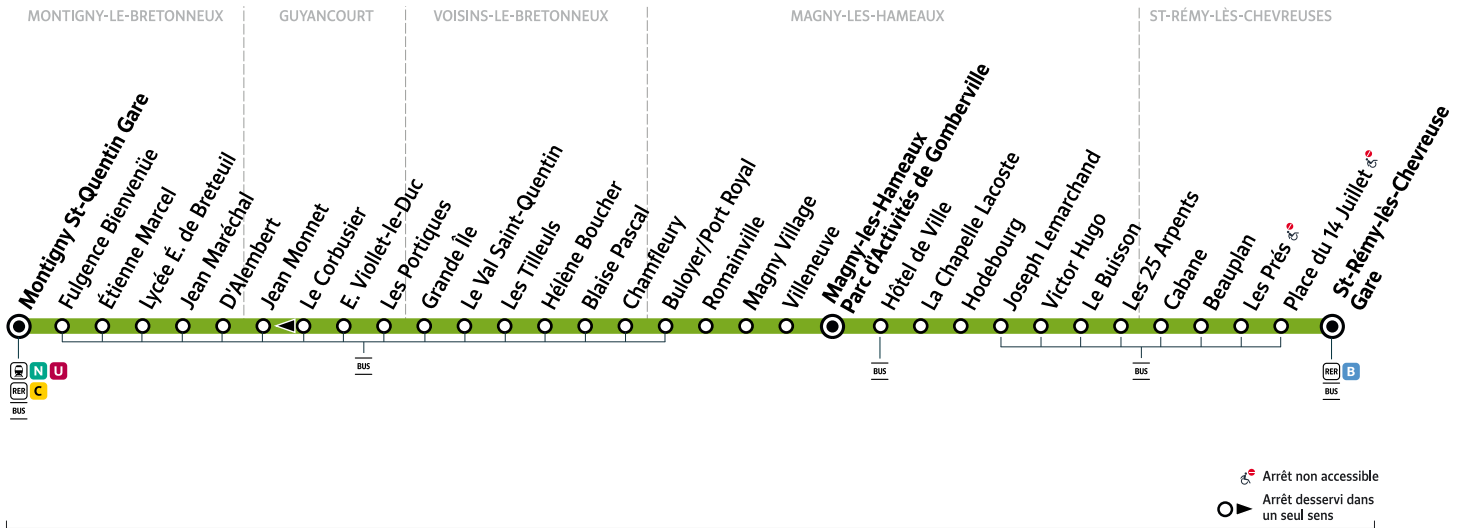 MONTIGNY-LE-BRETONNEUX
GUYANCOURT
VOISINS-LE-BRETONNEUX
MAGNY-LES-HAMEAUX
ST-RÉMY-LÈS-CHEVREUSES
Montigny St-Quentin Gare
Fulgence Bienvenüe
Étienne Marcel
Lycée É. de Breteuil
Jean Maréchal
D'Alembert
Jean Monnet
Le Corbusier
E. Viollet-le-Duc
Les Portiques
Grande Île
Le Val Saint-Quentin
Les Tilleuls
Hélène Boucher
Blaise Pascal
Chamfleury
Buloyer/Port Royal
Romainville
Magny Village
Villeneuve
Magny-les-Hameaux
Parc d'Activités de Gomberville
Hôtel de Ville
La Chapelle Lacoste
Hodebourg
Joseph Lemarchand
Victor Hugo
Le Buisson
Les 25 Arpents
Cabane
Beauplan
Les Prés
Place du 14 Juillet
St-Rémy-lès-Chevreuse
Gare
N U
RER C
BUS
BUS
BUS
BUS
RER B
BUS
Arrêt non accessible
Arrêt desservi dans
un seul sens